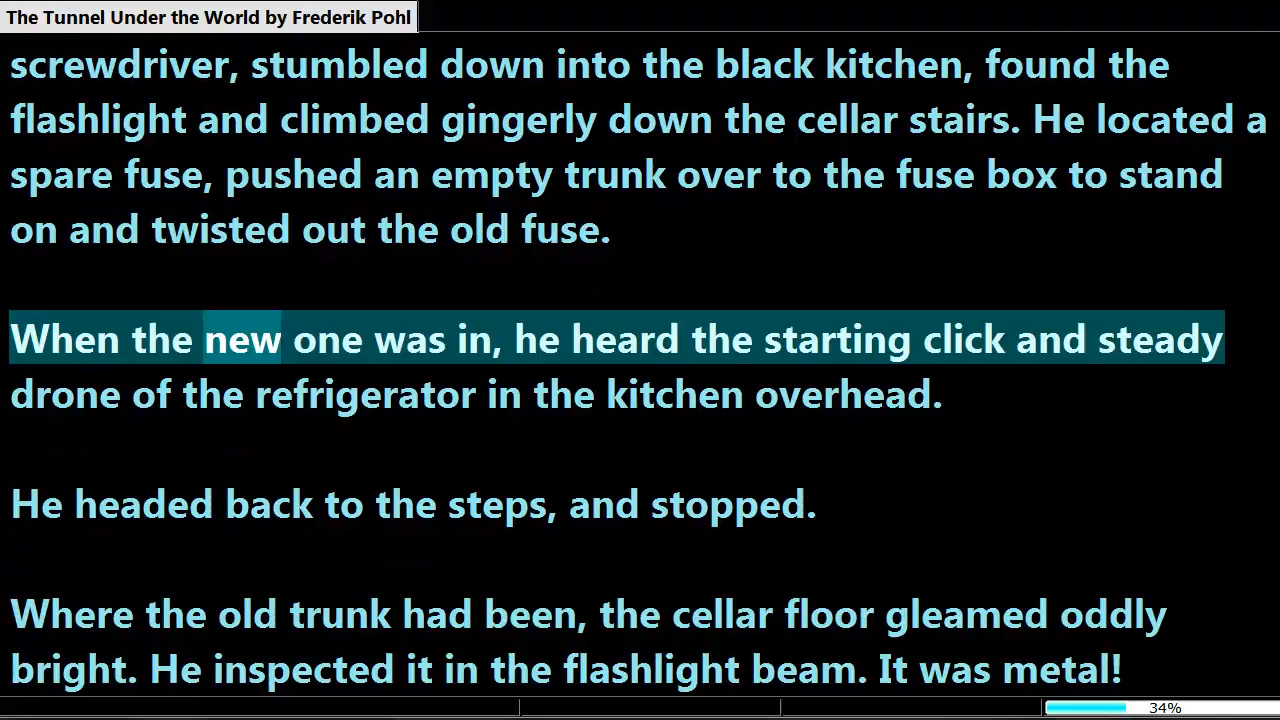 The Tunnel Under the World by Frederik Pohl
screwdriver, stumbled down into the black kitchen, found the
flashlight and climbed gingerly down the cellar stairs. He located a
spare fuse, pushed an empty trunk over to the fuse box to stand
on and twisted out the old fuse.
When the new one was in, he heard the starting click and steady
drone of the refrigerator in the kitchen overhead.
He headed back to the steps, and stopped.
Where the old trunk had been, the cellar floor gleamed oddly
bright. He inspected it in the flashlight beam. It was metal!
34%